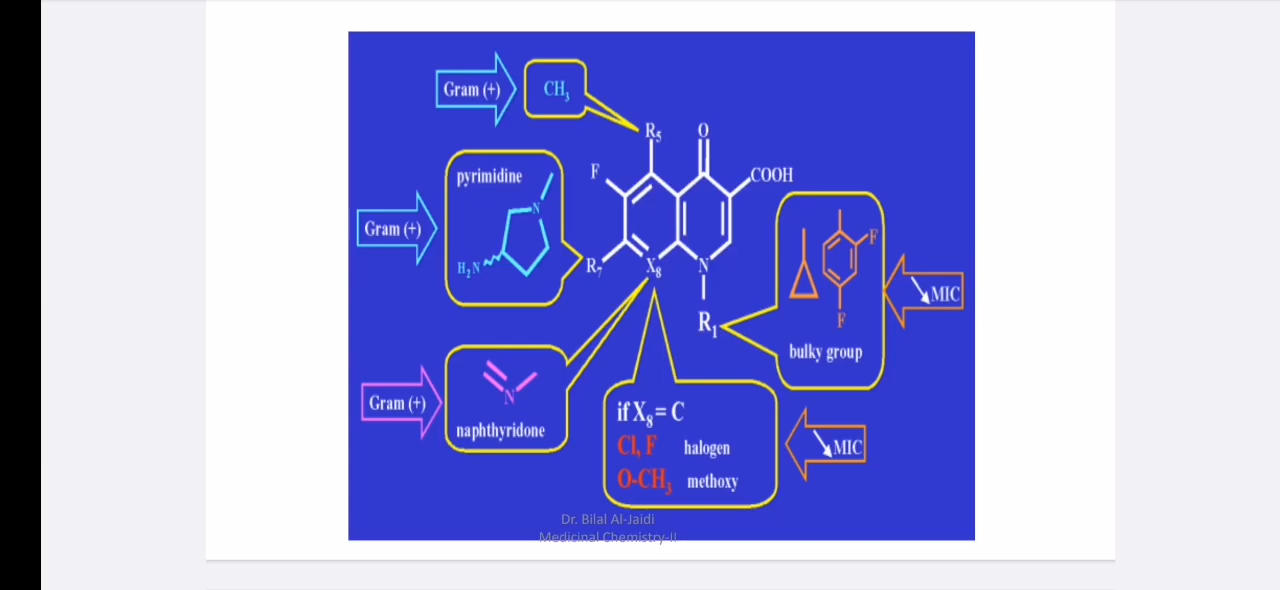 Gram (+)
CH₃
R₅
O
F
COOH
pyrimidine
N
H₂N
Gram (+)
R₇
X₈
N
R₁
F
F
bulky group
MIC
Gram (+)
N
naphthyridone
if X₈ = C
Cl, F halogen
O-CH₃ methoxy
MIC
Dr. Bilal Al-Jaidi
Medicinal Chemistry-II